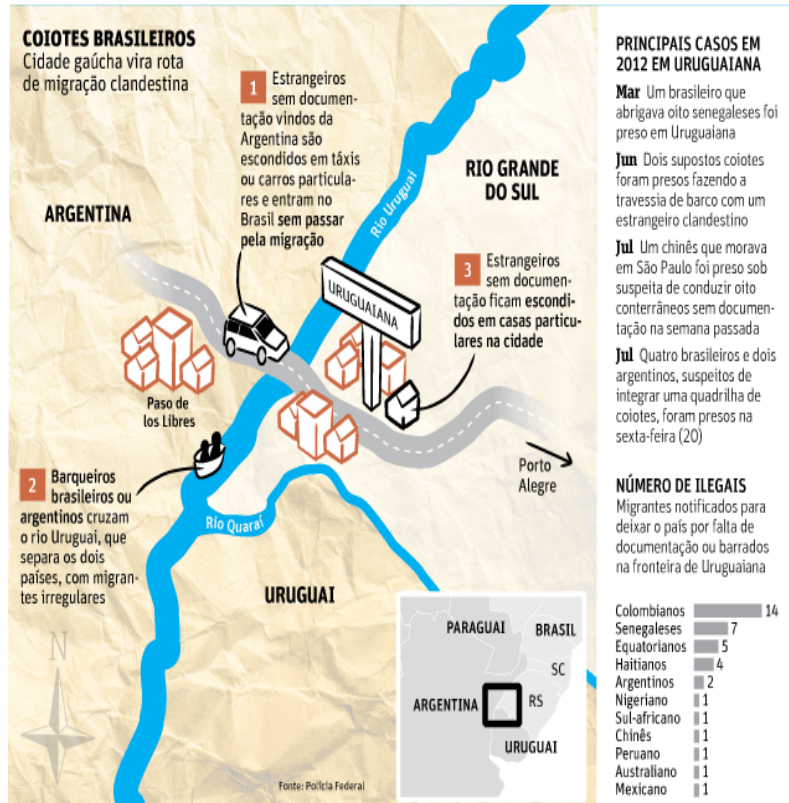 COIOTES BRASILEIROS
Cidade gaúcha vira rota
de migração clandestina
1 Estrangeiros
sem documen-
tação vindos da
Argentina são
escondidos em táxis
ou carros particula-
res e entram no
Brasil sem passar
pela migração
ARGENTINA
Rio Uruguai
RIO GRANDE
DO SUL
URUGUAIANA
3 Estrangeiros
sem documen-
tação ficam escondi-
dos em casas particu-
lares na cidade
Paso de
los Libres
Porto
Alegre
2 Barqueiros
brasileiros ou
argentinos cruzam
o rio Uruguai, que
separa os dois
países, com migran-
tes irregulares
Río Quaraí
URUGUAI
N
PARAGUAI
BRASIL
SC
ARGENTINA
RS
URUGUAI
Fonte: Polícia Federal
PRINCIPAIS CASOS EM
2012 EM URUGUAIANA
Mar Um brasileiro que
abrigava oito senegaleses foi
preso em Uruguaiana
Jun Dois supostos coiotes
foram presos fazendo a
travessia de barco com um
estrangeiro clandestino
Jul Um chinês que morava
em São Paulo foi preso sob
suspeita de conduzir oito
conterrâneos sem documen-
tação na semana passada
Jul Quatro brasileiros e dois
argentinos, suspeitos de
integrar uma quadrilha de
coiotes, foram presos na
sexta-feira (20)
NÚMERO DE ILEGAIS
Migrantes notificados para
deixar o país por falta de
documentação ou barrados
na fronteira de Uruguaiana
Colombianos 14
Senegaleses 7
Equatorianos 5
Haitianos 4
Argentinos 2
Nigeriano 1
Sul-africano 1
Chinês 1
Peruano 1
Australiano 1
Mexicano 1